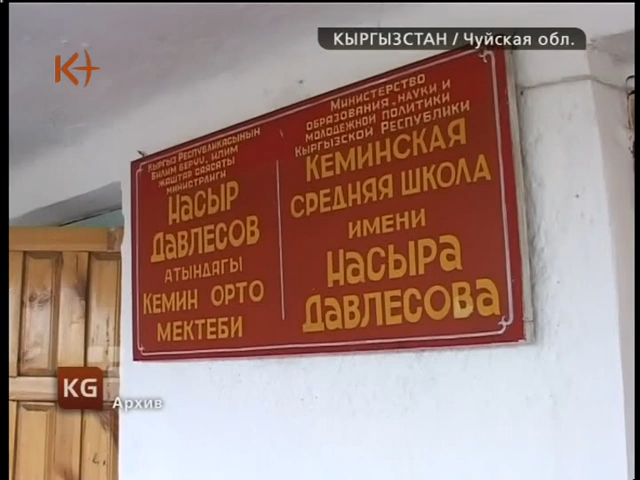 КЫРГЫЗСТАН / Чуйская обл.
К+
Кыргыз Республикасынын
билим берүү, илим
жаштар саясаты
министрлиги
Насыр
Давлесов
атындагы
Кемин орто
мектеби
Министерство
образования, науки и
молодежной политики
Кыргызской Республики
Кеминская
средняя школа
имени
Насыра
Давлесова
KG
Архив